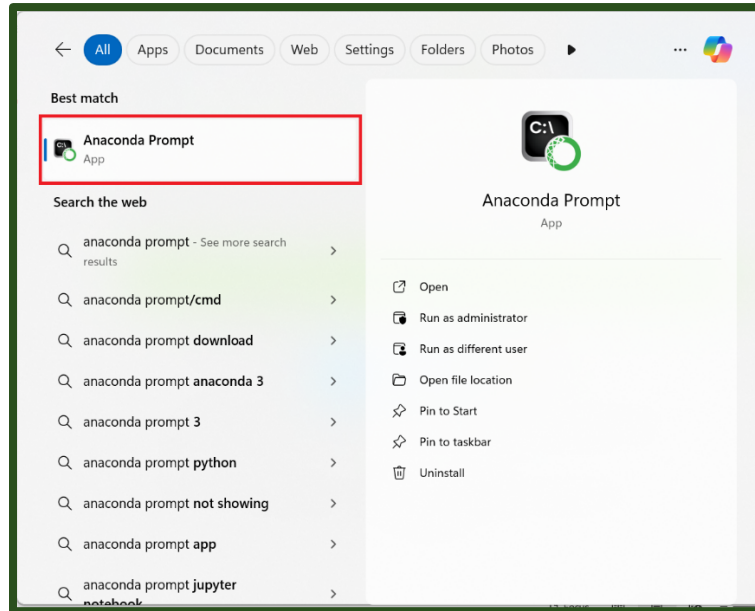 All Apps Documents Web Settings Folders Photos ...
Best match
Anaconda Prompt
App
Search the web
anaconda prompt - See more search
results
anaconda prompt/cmd
anaconda prompt download
anaconda prompt anaconda 3
anaconda prompt 3
anaconda prompt python
anaconda prompt not showing
anaconda prompt app
anaconda prompt jupyter
notebook
C:\
Anaconda Prompt
App
Open
Run as administrator
Run as different user
Open file location
Pin to Start
Pin to taskbar
Uninstall